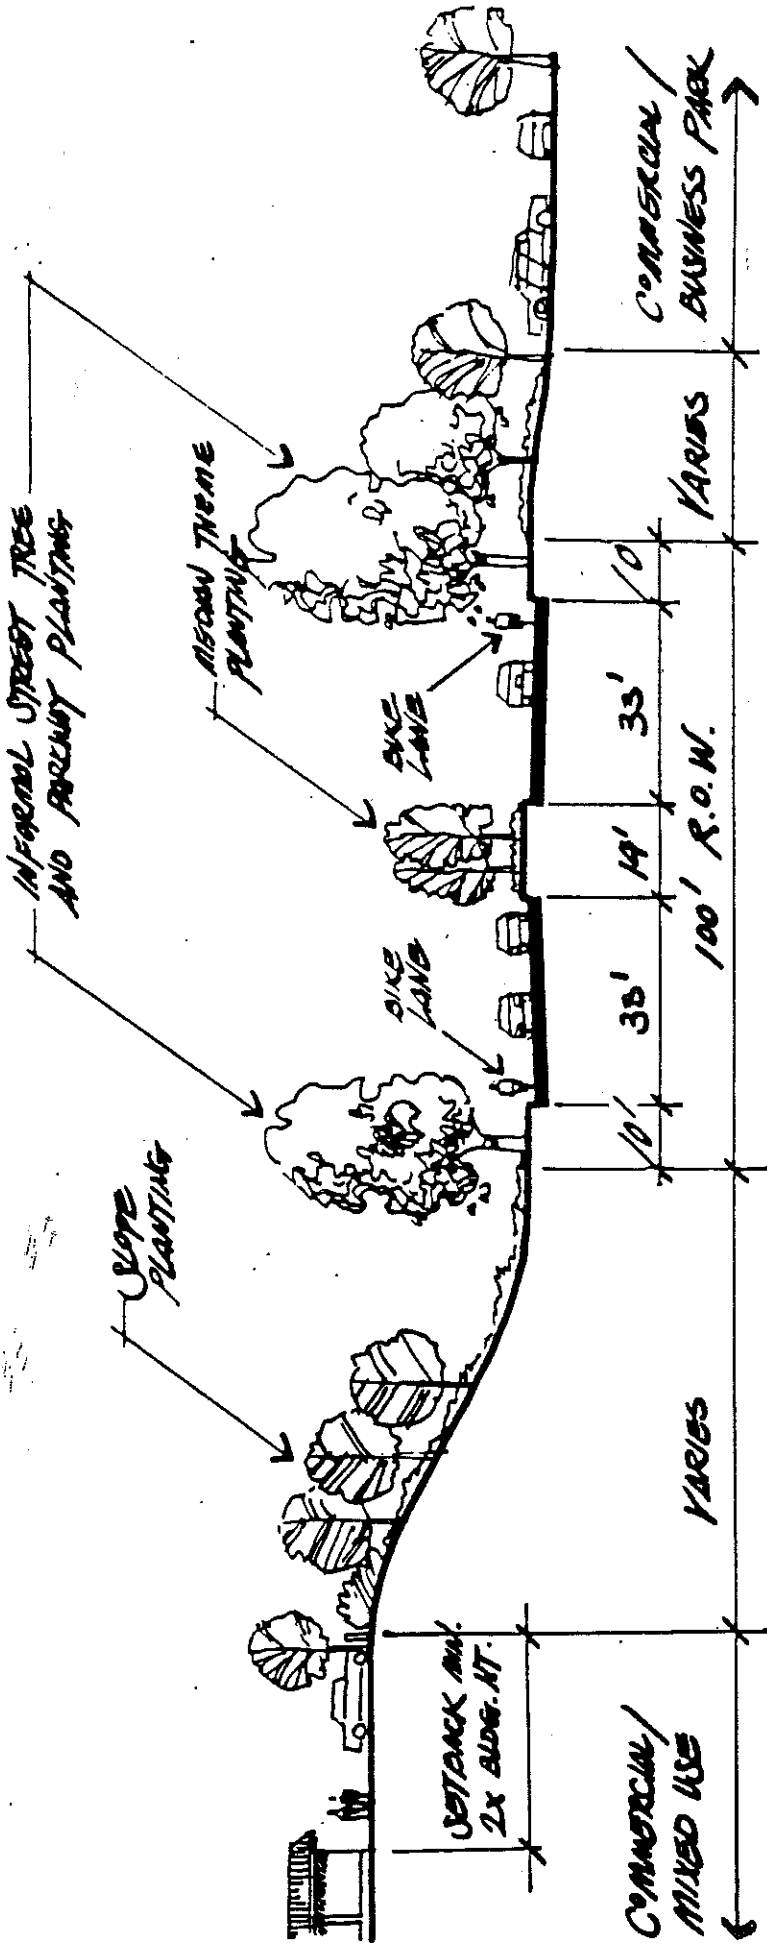 INFORMAL STREET TREE
AND PARKWAY PLANTING
SLOPE
PLANTING
MEDIAN THEME
PLANTING
BIKE
LANE
BIKE
LANE
SETBACK MIN.
2X BLDG. HT.
10'
33'
14'
33'
10
VARIES
100' R.O.W.
VARIES
COMMERCIAL/
MIXED USE
COMMERCIAL/
BUSINESS PARK